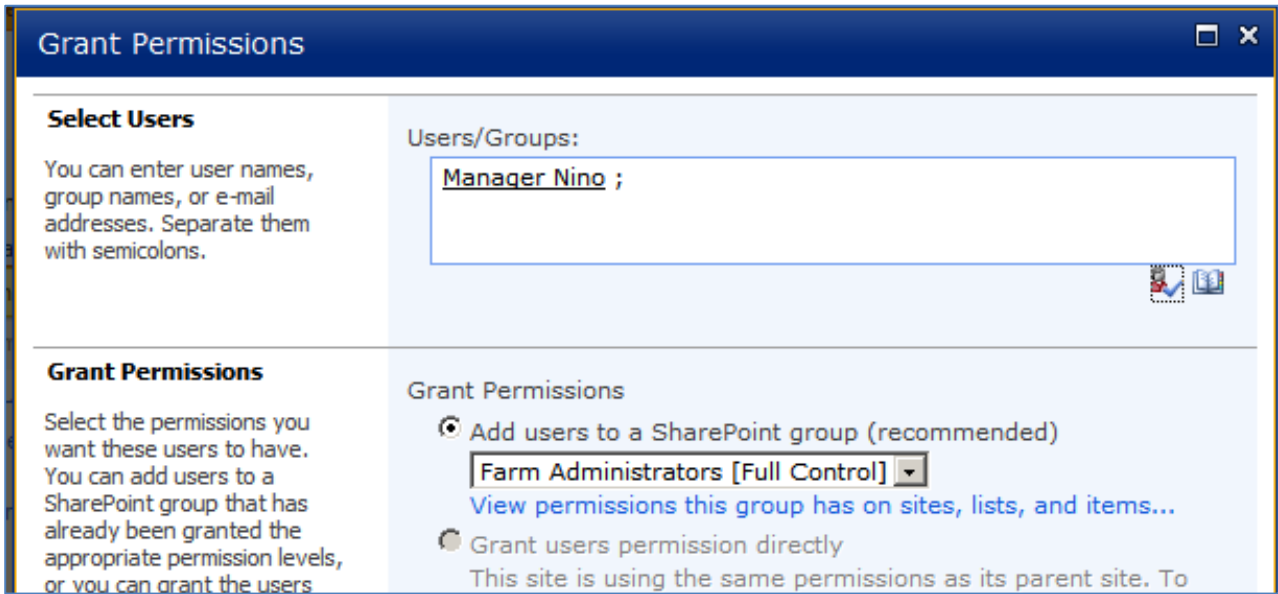 Grant Permissions
Select Users
You can enter user names,
group names, or e-mail
addresses. Separate them
with semicolons.
Users/Groups:
Manager Nino ;
Grant Permissions
Select the permissions you
want these users to have.
You can add users to a
SharePoint group that has
already been granted the
appropriate permission levels,
or you can grant the users
Grant Permissions
Add users to a SharePoint group (recommended)
Farm Administrators [Full Control]
View permissions this group has on sites, lists, and items...
Grant users permission directly
This site is using the same permissions as its parent site. To